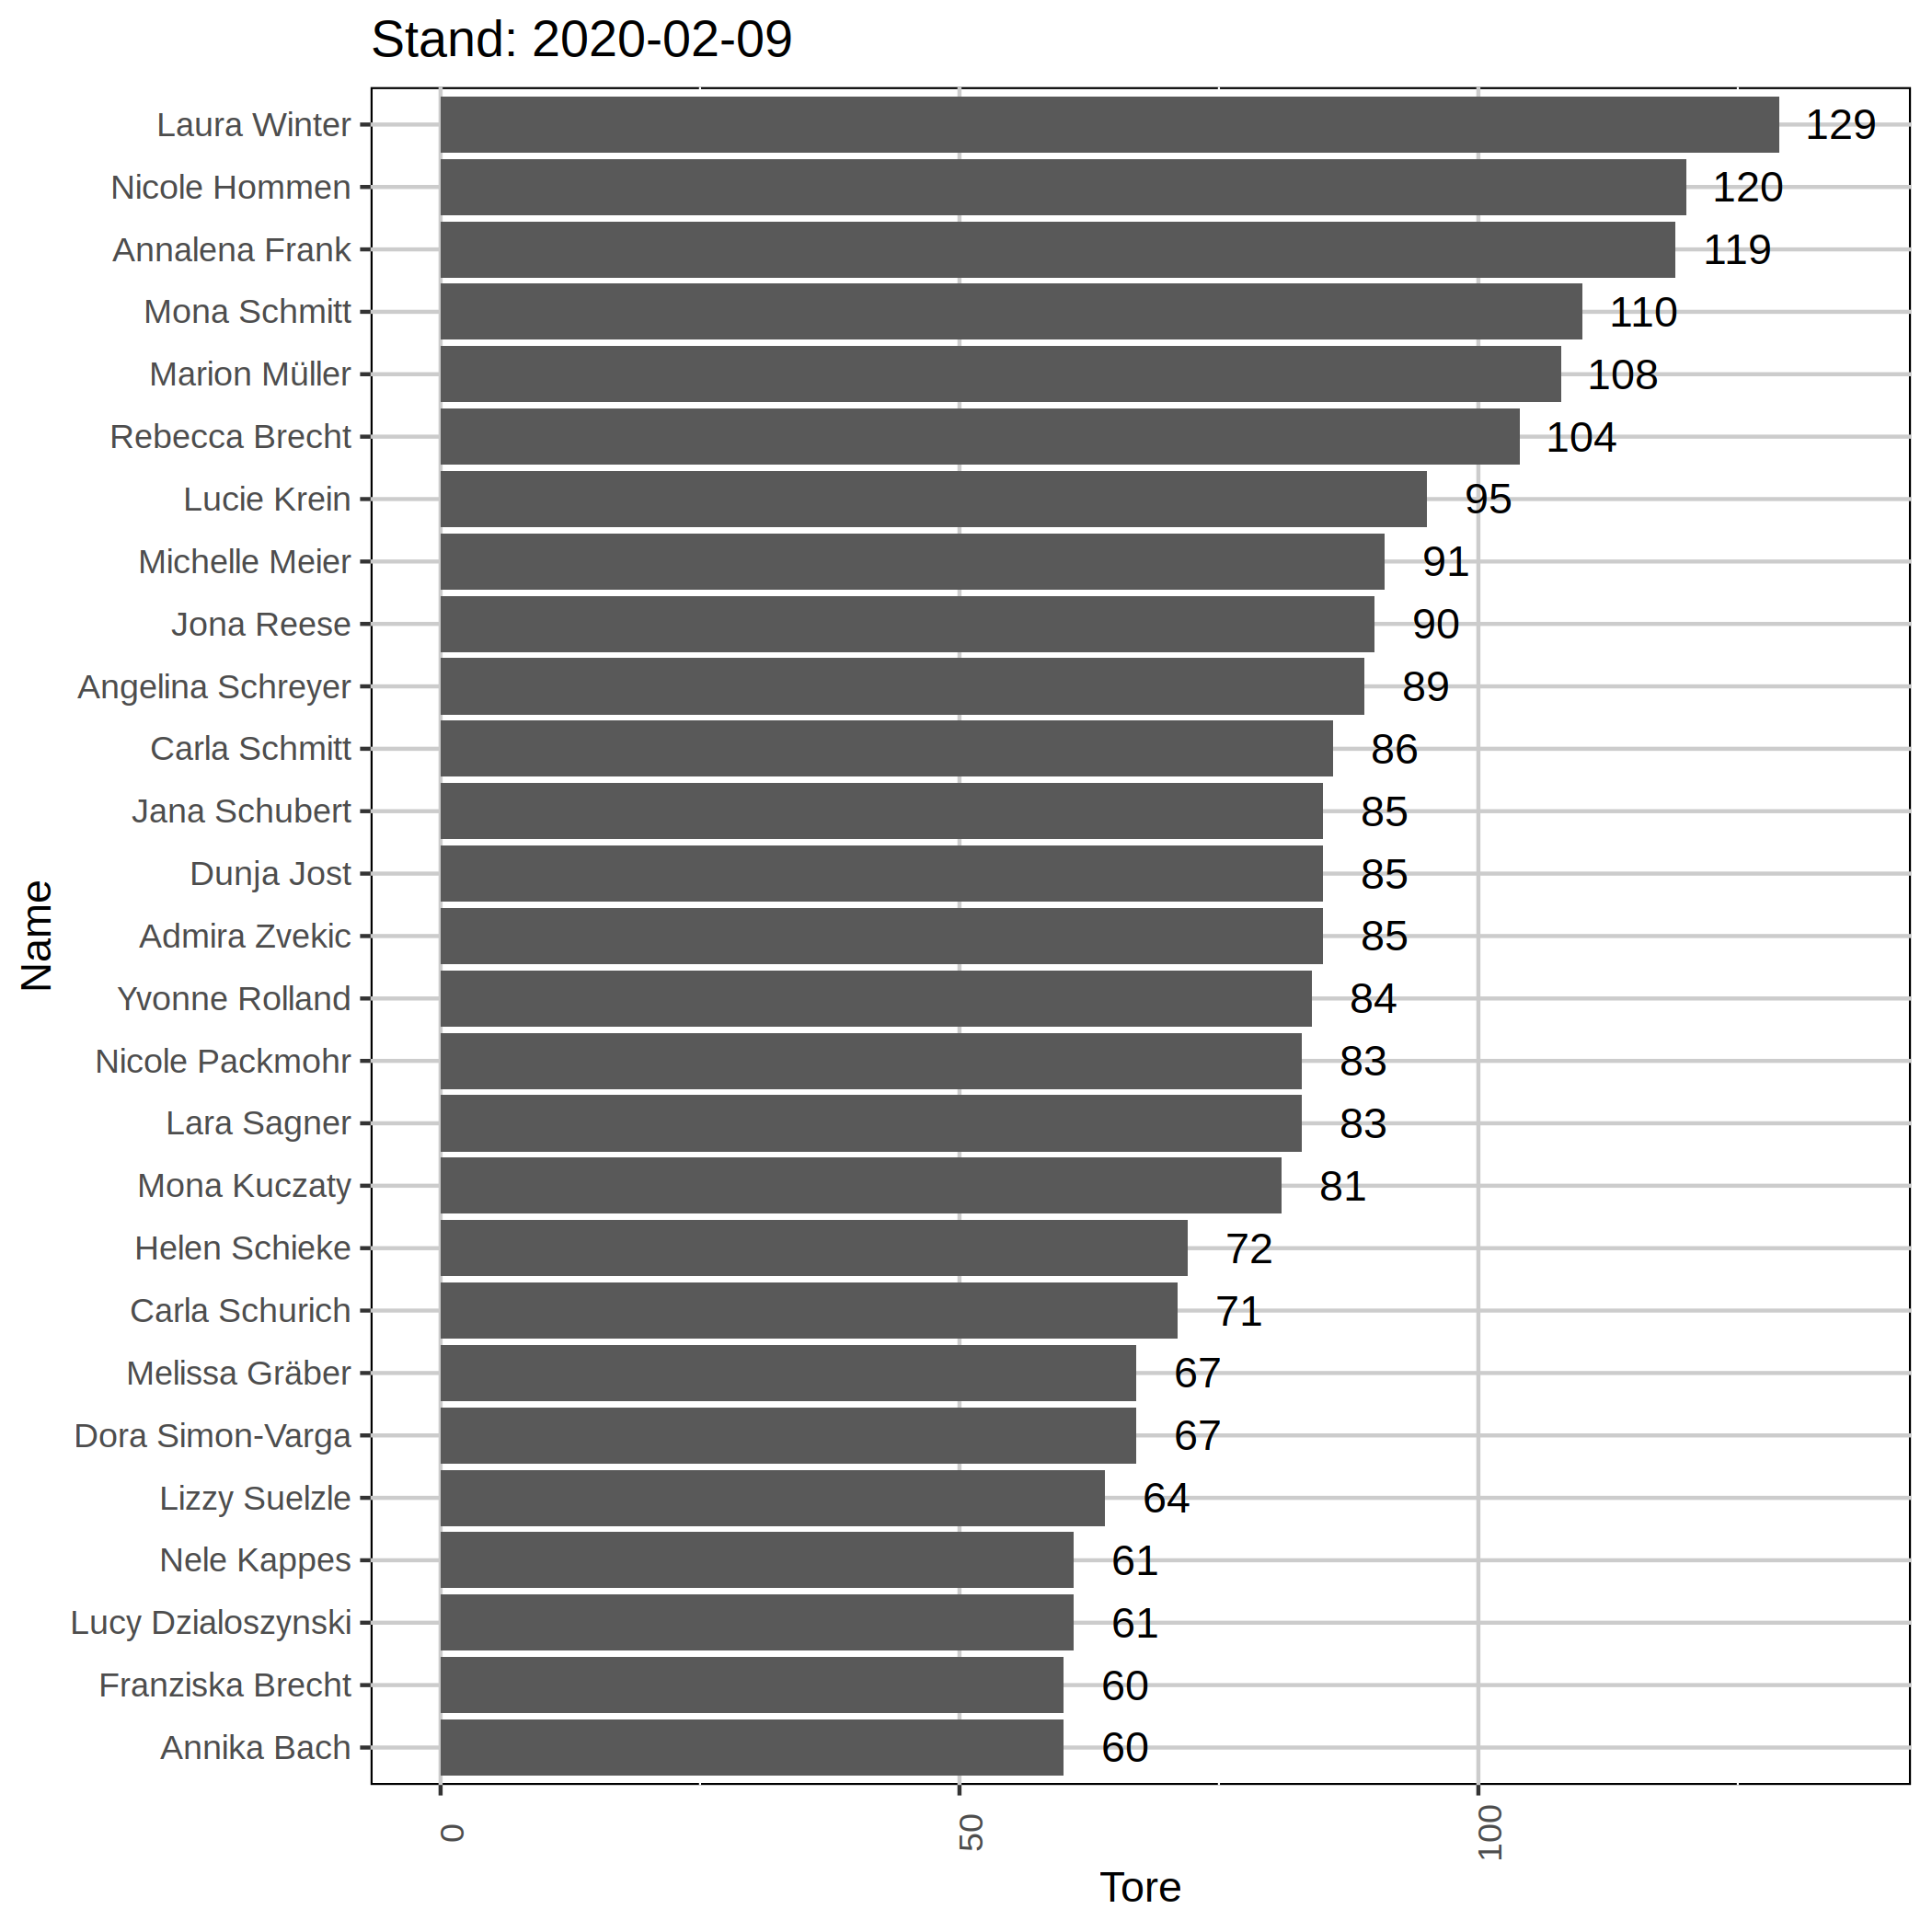 Stand: 2020-02-09
Laura Winter 129
Nicole Hommen 120
Annalena Frank 119
Mona Schmitt 110
Marion Müller 108
Rebecca Brecht 104
Lucie Krein 95
Michelle Meier 91
Jona Reese 90
Angelina Schreyer 89
Carla Schmitt 86
Jana Schubert 85
Dunja Jost 85
Admira Zvekic 85
Yvonne Rolland 84
Nicole Packmohr 83
Lara Sagner 83
Mona Kuczaty 81
Helen Schieke 72
Carla Schurich 71
Melissa Gräber 67
Dora Simon-Varga 67
Lizzy Suelzle 64
Nele Kappes 61
Lucy Dzialoszynski 61
Franziska Brecht 60
Annika Bach 60
Name
0 50 100
Tore